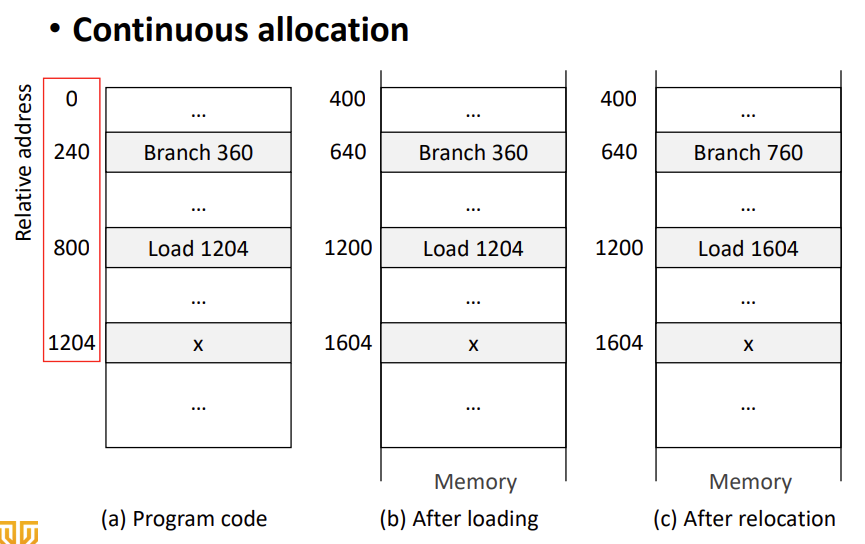 • Continuous allocation
Relative address
0
...
240
Branch 360
...
800
Load 1204
...
1204
x
...
(a) Program code
400
...
640
Branch 360
...
1200
Load 1204
...
1604
x
...
Memory
(b) After loading
400
...
640
Branch 760
...
1200
Load 1604
...
1604
x
...
Memory
(c) After relocation